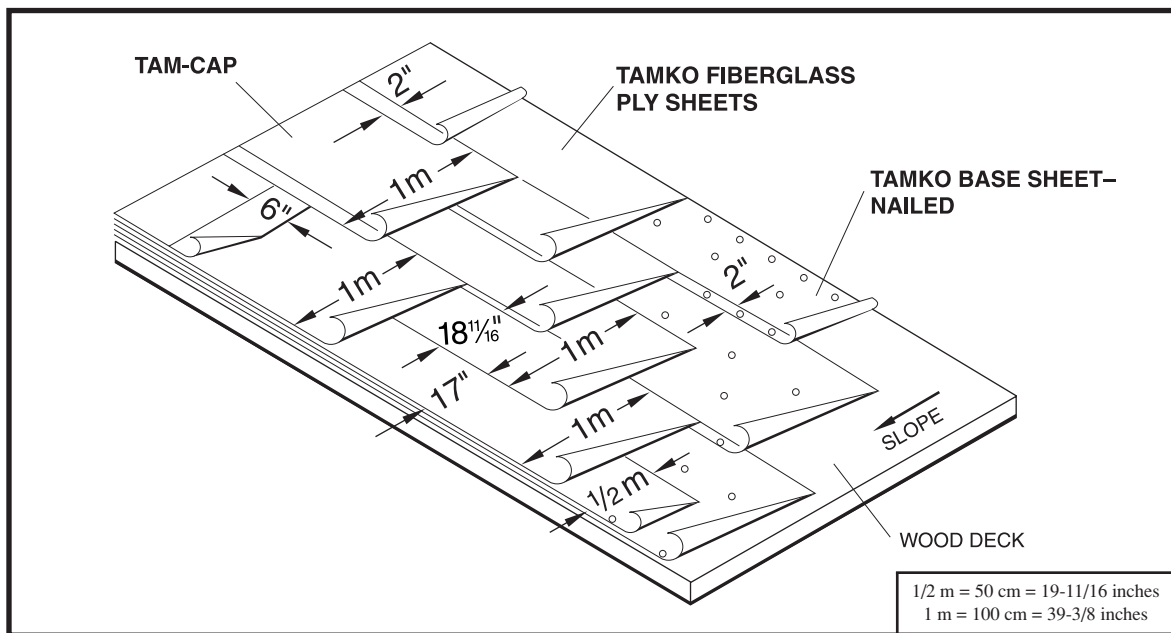 TAM-CAP
TAMKO FIBERGLASS
PLY SHEETS
TAMKO BASE SHEET–
NAILED
2"
1m
6"
2"
1m
18 11/16"
1m
17"
1m
1/2 m
SLOPE
WOOD DECK
1/2 m = 50 cm = 19-11/16 inches
1 m = 100 cm = 39-3/8 inches